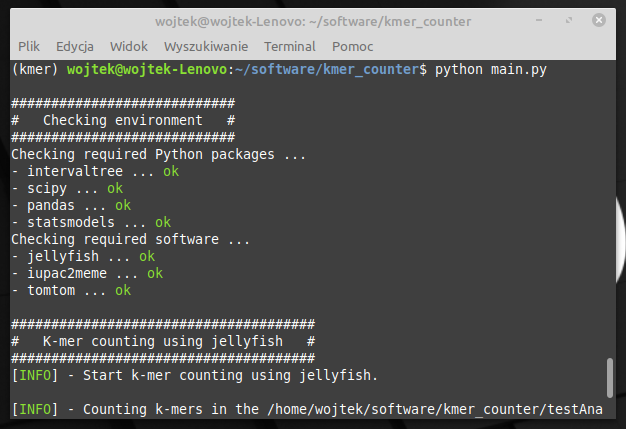 wojtek@wojtek-Lenovo: ~/software/kmer_counter
Plik Edycja Widok Wyszukiwanie Terminal Pomoc
(kmer) wojtek@wojtek-Lenovo:~/software/kmer_counter$ python main.py
############################
#   Checking environment   #
############################
Checking required Python packages ...
- intervaltree ... ok
- scipy ... ok
- pandas ... ok
- statsmodels ... ok
Checking required software ...
- jellyfish ... ok
- iupac2meme ... ok
- tomtom ... ok
######################################
#   K-mer counting using jellyfish   #
######################################
[INFO] - Start k-mer counting using jellyfish.
[INFO] - Counting k-mers in the /home/wojtek/software/kmer_counter/testAna